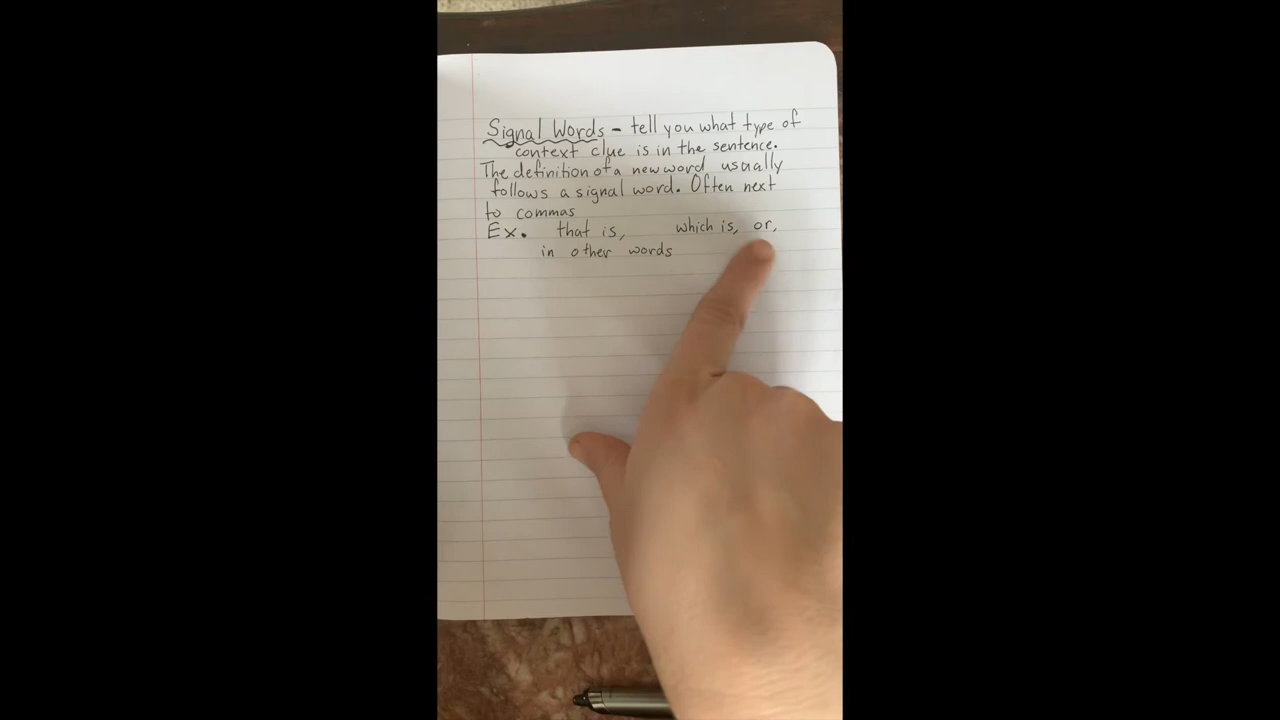 Signal Words - tell you what type of
context clue is in the sentence.
The definition of a new word usually
follows a signal word. Often next
to commas
Ex. that is, which is, or,
in other words